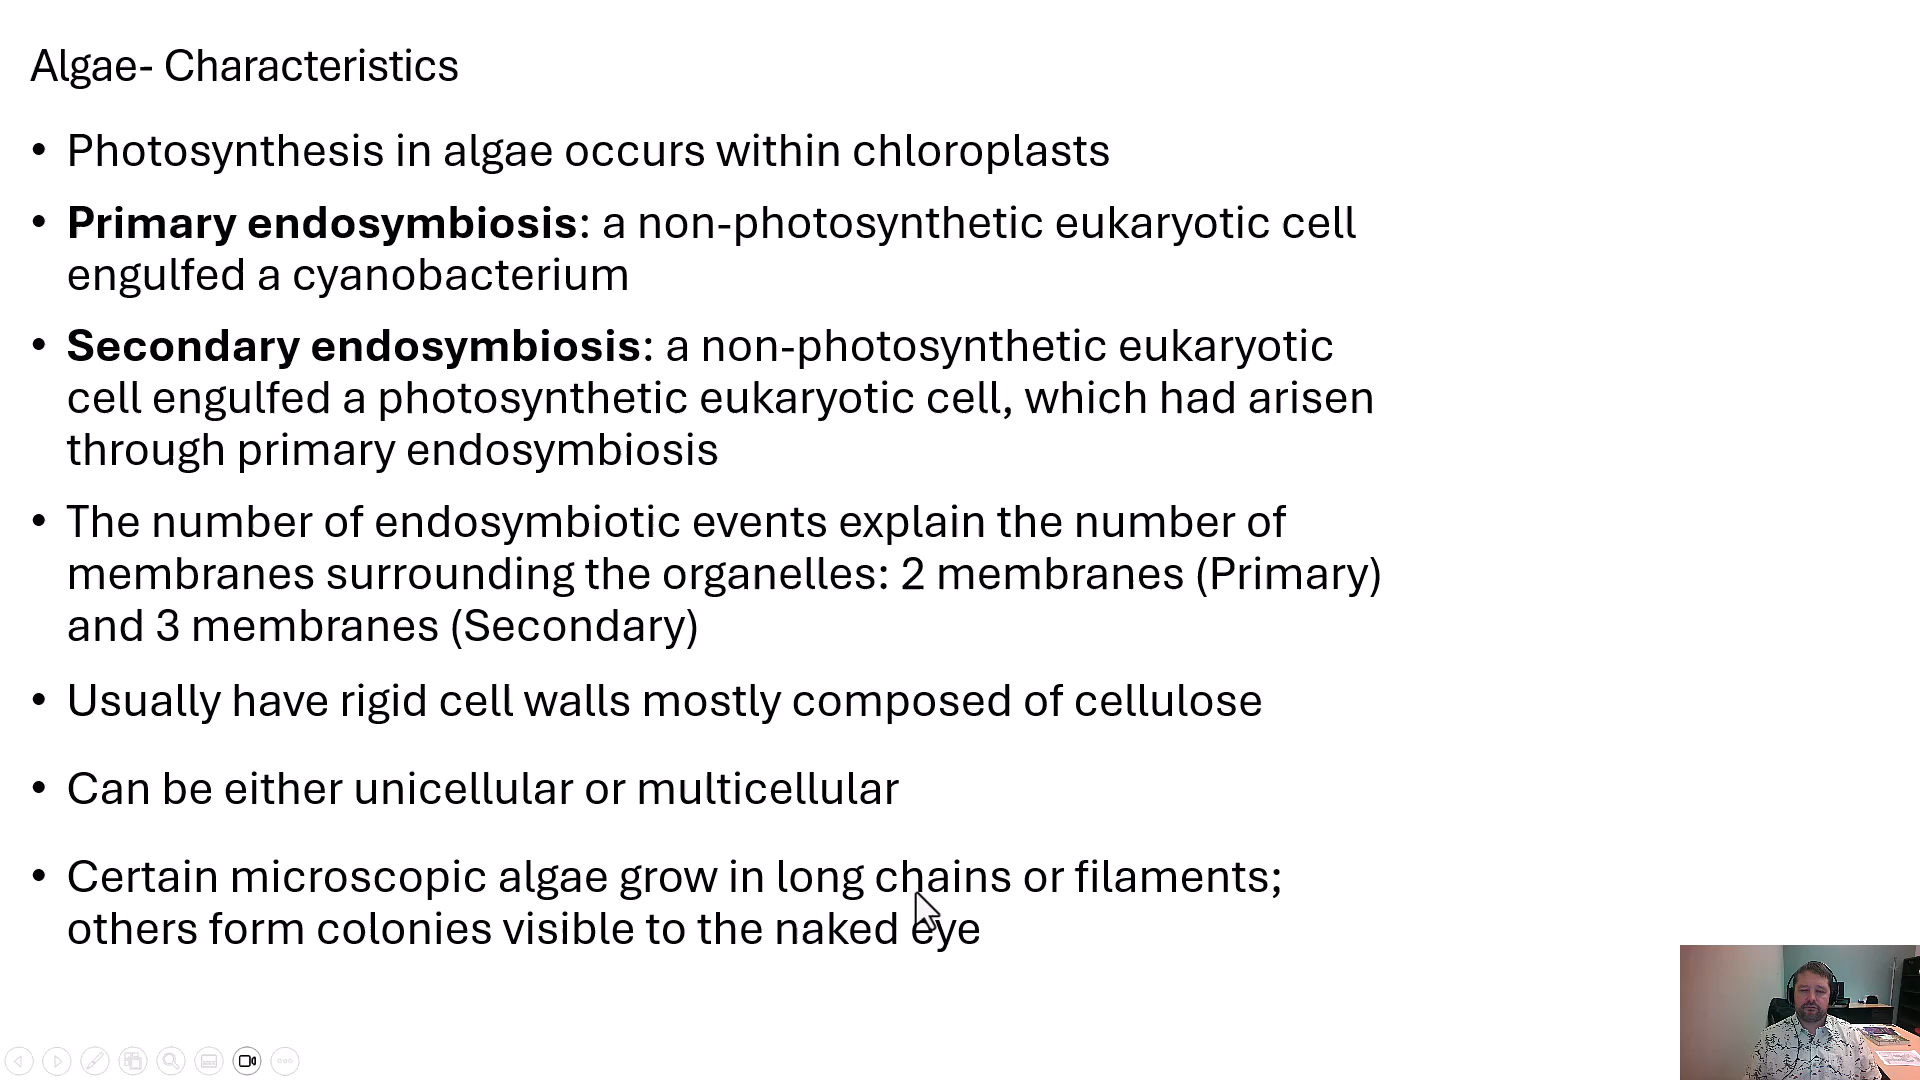 Algae- Characteristics
• Photosynthesis in algae occurs within chloroplasts
• Primary endosymbiosis: a non-photosynthetic eukaryotic cell
engulfed a cyanobacterium
• Secondary endosymbiosis: a non-photosynthetic eukaryotic
cell engulfed a photosynthetic eukaryotic cell, which had arisen
through primary endosymbiosis
• The number of endosymbiotic events explain the number of
membranes surrounding the organelles: 2 membranes (Primary)
and 3 membranes (Secondary)
• Usually have rigid cell walls mostly composed of cellulose
• Can be either unicellular or multicellular
• Certain microscopic algae grow in long chains or filaments;
others form colonies visible to the naked eye